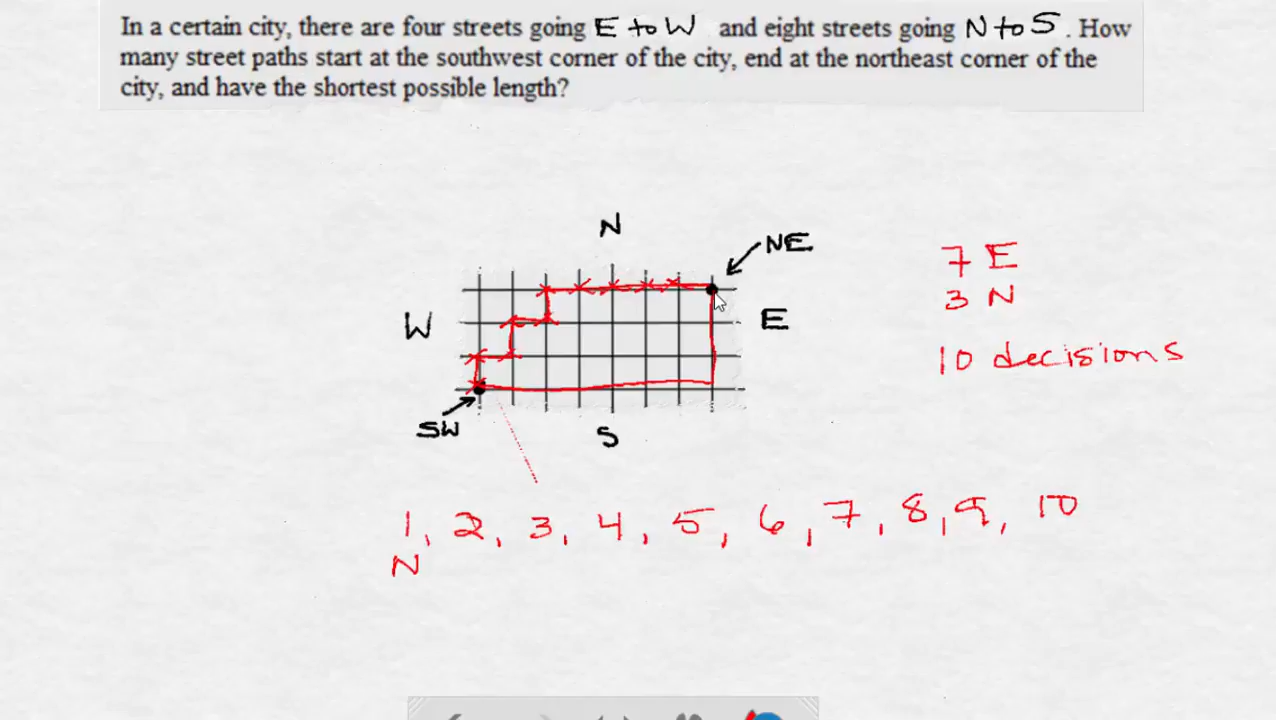 In a certain city, there are four streets going E to W and eight streets going N to S. How
many street paths start at the southwest corner of the city, end at the northeast corner of the
city, and have the shortest possible length?
N
NE
W
E
SW
S
7 E
3 N
10 decisions
1, 2, 3, 4, 5, 6, 7, 8, 9, 10
N